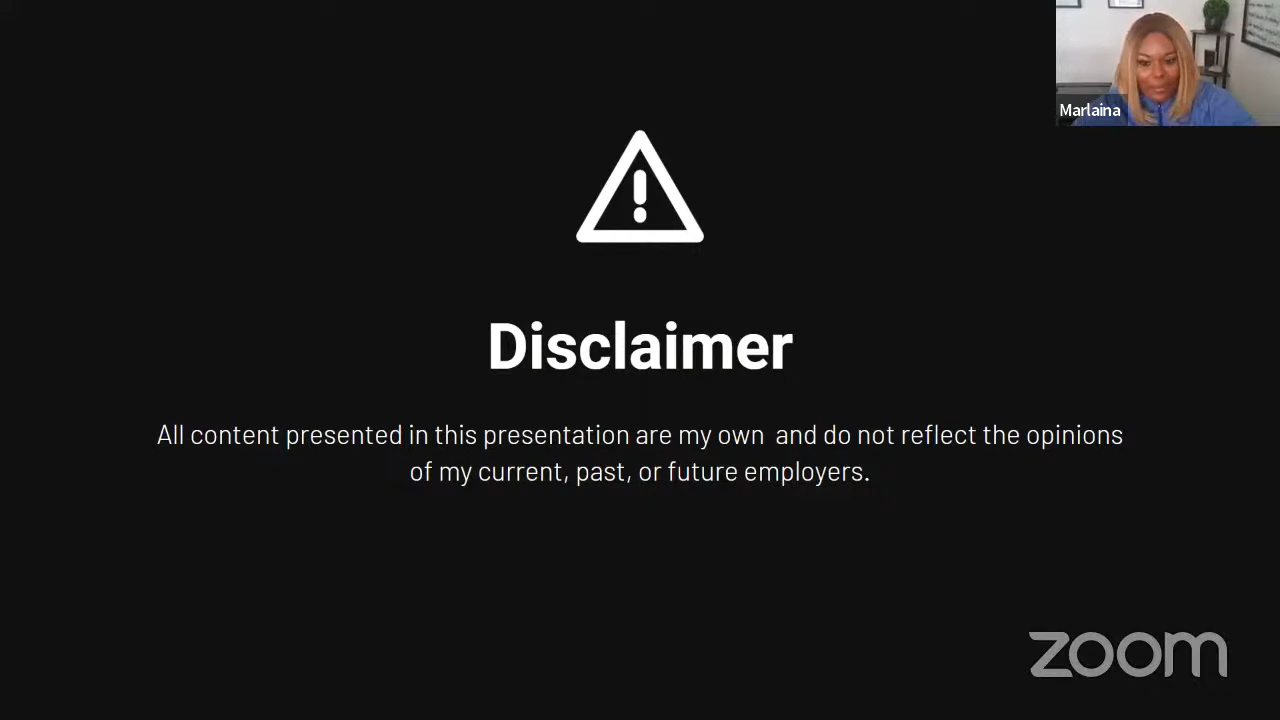 Marlaina
Disclaimer
All content presented in this presentation are my own  and do not reflect the opinions
of my current, past, or future employers.
zoom